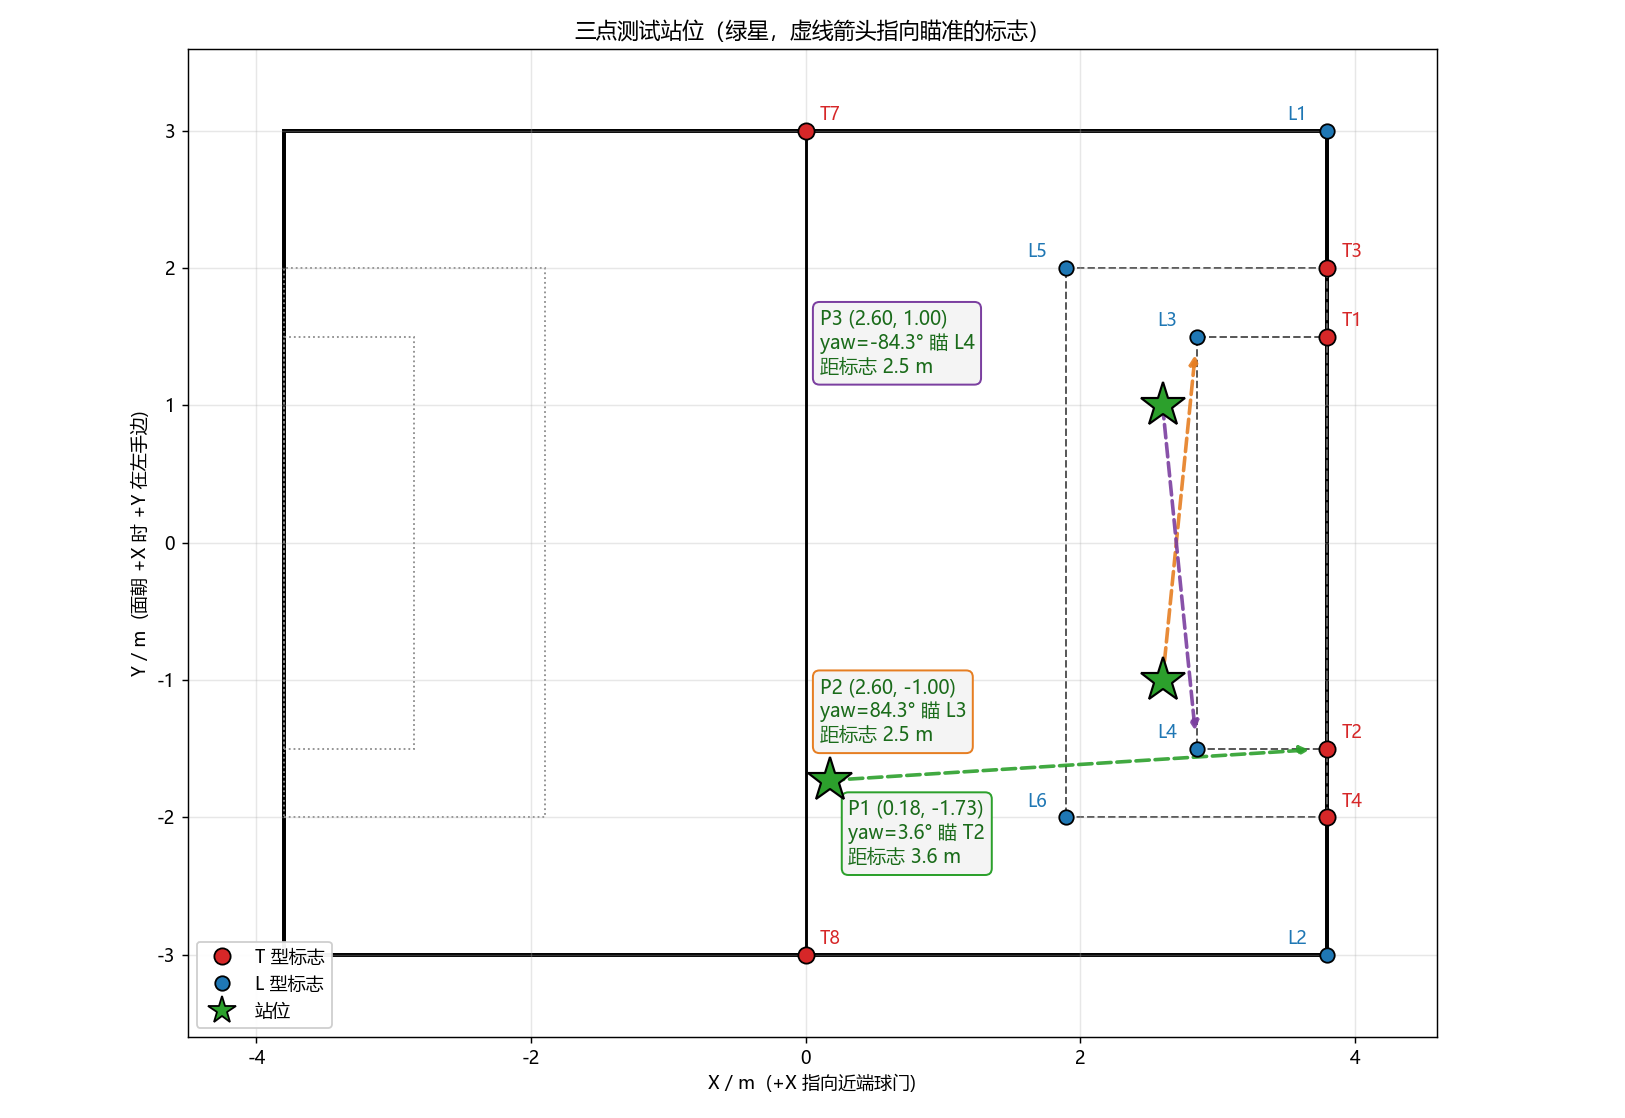 三点测试站位（绿星，虚线箭头指向瞄准的标志）
T7
L1
L5
T3
P3 (2.60, 1.00)
yaw=-84.3° 瞄 L4
距标志 2.5 m
L3
T1
P2 (2.60, -1.00)
yaw=84.3° 瞄 L3
距标志 2.5 m
L4
T2
P1 (0.18, -1.73)
yaw=3.6° 瞄 T2
距标志 3.6 m
L6
T4
T8
L2
T 型标志
L 型标志
站位
3
2
1
0
-1
-2
-3
-4
-2
0
2
4
Y / m（面朝 +X 时 +Y 在左手边）
X / m（+X 指向近端球门）